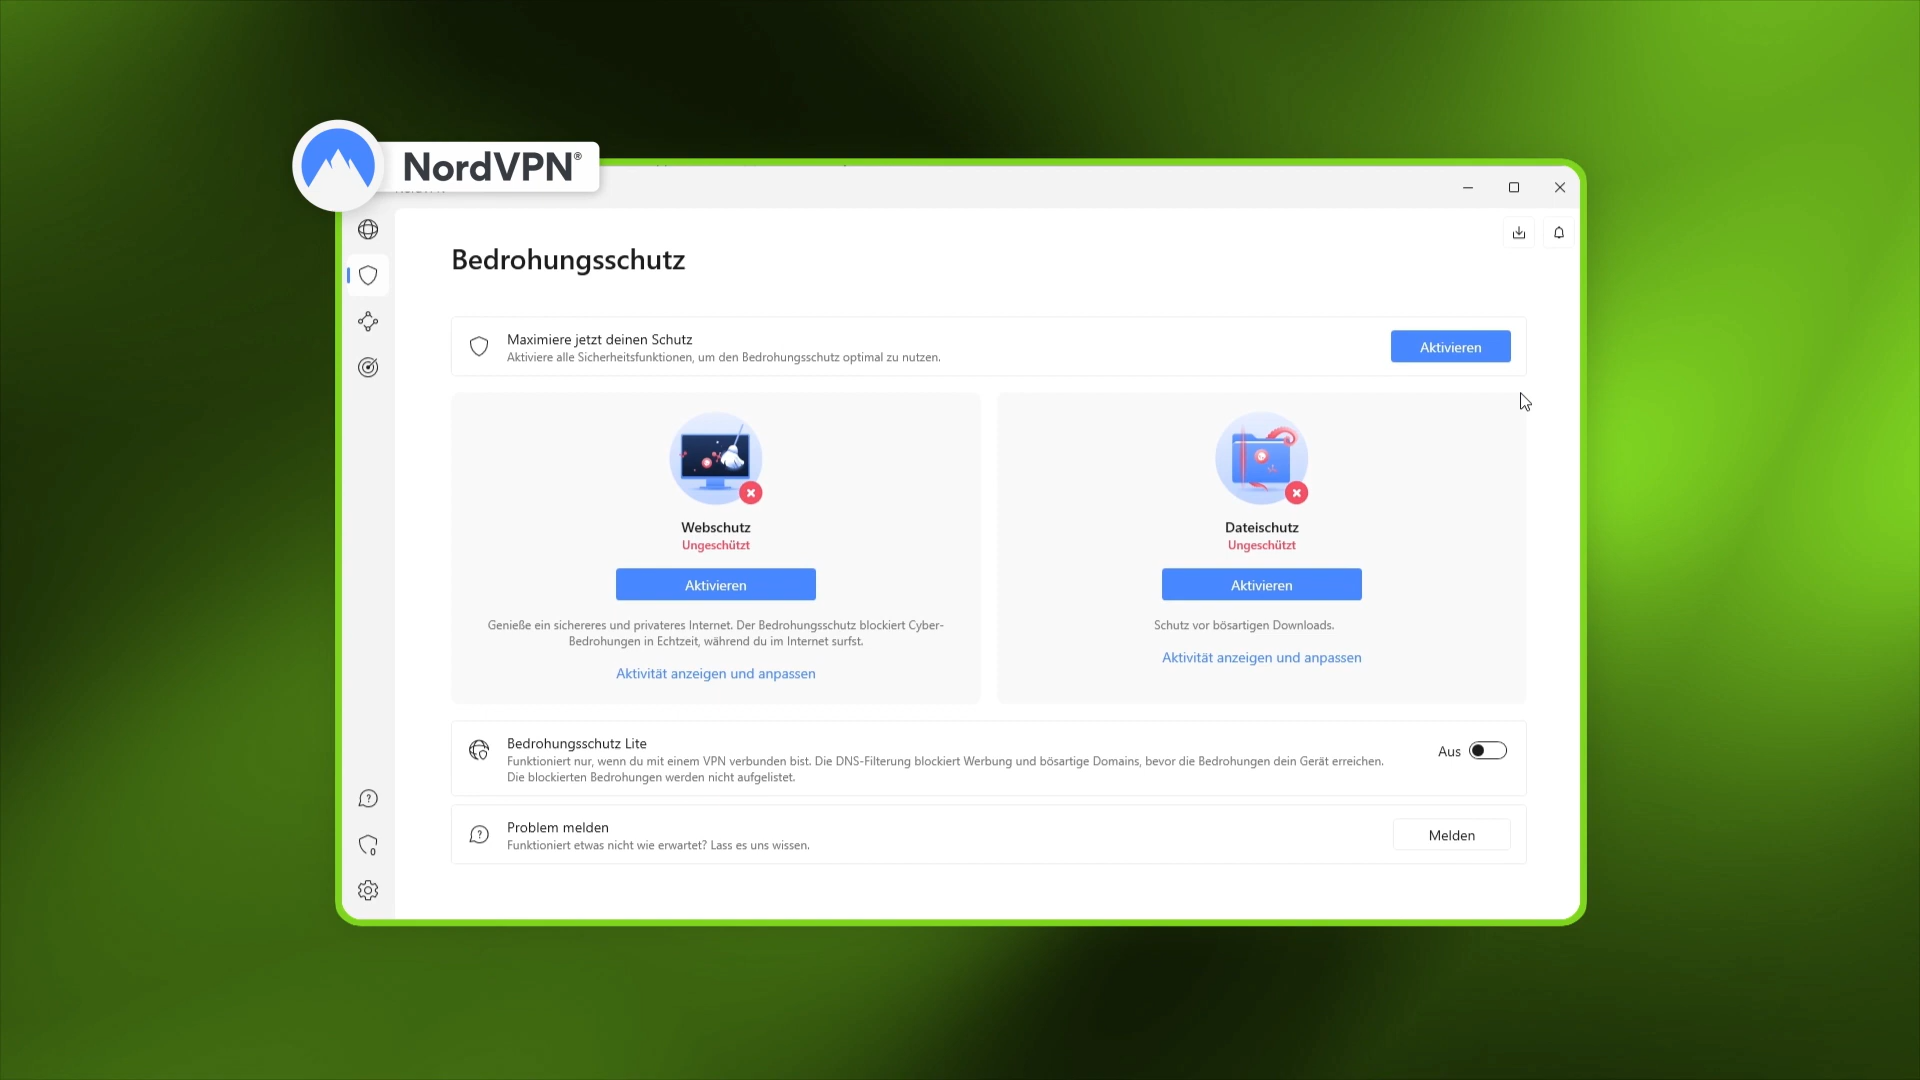 NordVPN®
Bedrohungsschutz
Maximiere jetzt deinen Schutz
Aktiviere alle Sicherheitsfunktionen, um den Bedrohungsschutz optimal zu nutzen.
Aktivieren
Webschutz
Ungeschützt
Aktivieren
Genieße ein sichereres und privateres Internet. Der Bedrohungsschutz blockiert Cyber-
Bedrohungen in Echtzeit, während du im Internet surfst.
Aktivität anzeigen und anpassen
Dateischutz
Ungeschützt
Aktivieren
Schutz vor bösartigen Downloads.
Aktivität anzeigen und anpassen
Bedrohungsschutz Lite
Funktioniert nur, wenn du mit einem VPN verbunden bist. Die DNS-Filterung blockiert Werbung und bösartige Domains, bevor die Bedrohungen dein Gerät erreichen.
Die blockierten Bedrohungen werden nicht aufgelistet.
Aus
Problem melden
Funktioniert etwas nicht wie erwartet? Lass es uns wissen.
Melden